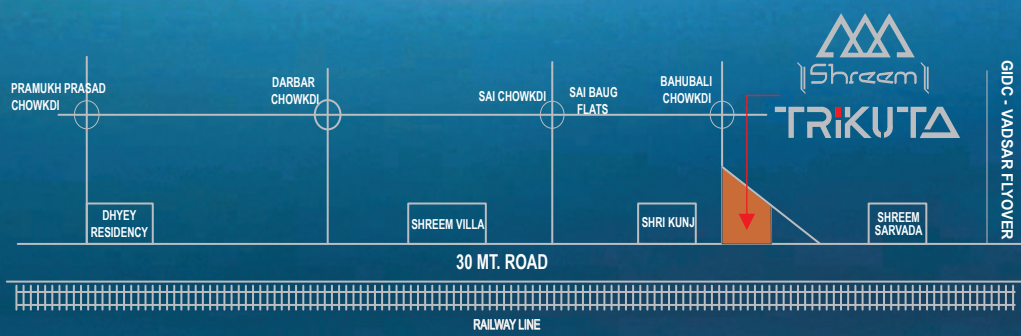 Shreem
TRIKUTA
PRAMUKH PRASAD
CHOWKDI
DARBAR
CHOWKDI
SAI CHOWKDI
SAI BAUG
FLATS
BAHUBALI
CHOWKDI
GIDC - VADSAR FLYOVER
DHYEY
RESIDENCY
SHREEM VILLA
SHRI KUNJ
SHREEM
SARVADA
30 MT. ROAD
RAILWAY LINE